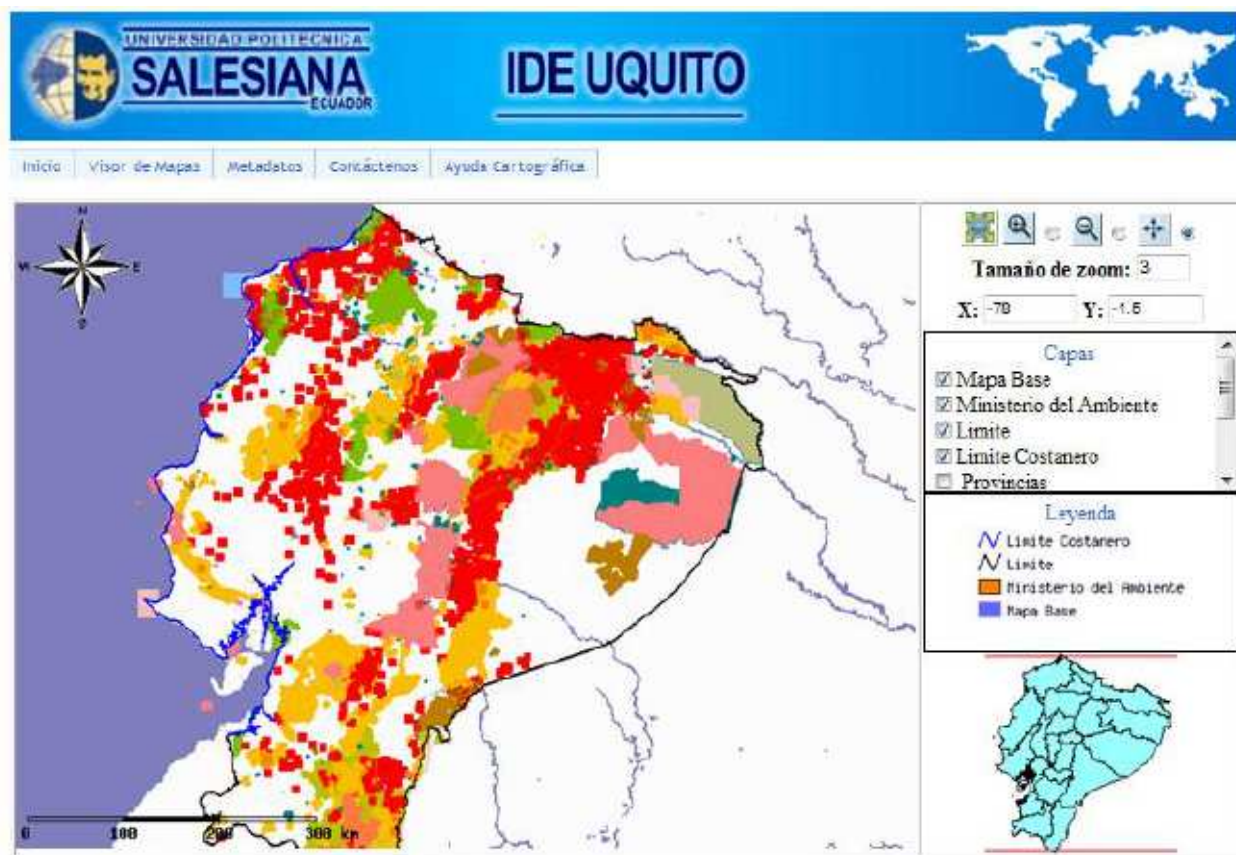 UNIVERSIDAD POLITECNICA
SALESIANA
ECUADOR
IDE UQUITO
Inicio Visor de Mapas Metadatos Contáctenos Ayuda Cartográfica
N
W E
S
0 100 200 300 km
Tamaño de zoom: 3
X: -78 Y: -1.5
Capas
Mapa Base
Ministerio del Ambiente
Limite
Limite Costanero
Provincias
Leyenda
Limite Costanero
Limite
Ministerio del Ambiente
Mapa Base